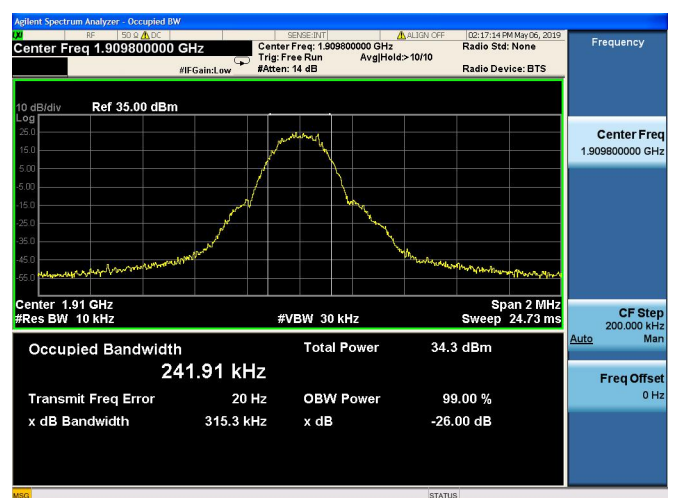 Agilent Spectrum Analyzer - Occupied BW
RF 50 Ω DC SENSE:INT ALIGN OFF 02:17:14 PM May 06, 2019
Center Freq 1.909800000 GHz Center Freq: 1.909800000 GHz Radio Std: None
Trig: Free Run Avg|Hold:>10/10
#IFGain:Low #Atten: 14 dB Radio Device: BTS
Frequency
10 dB/div Ref 35.00 dBm
Log
25.0
15.0
5.00
-5.00
-15.0
-25.0
-35.0
-45.0
-55.0
Center 1.91 GHz Span 2 MHz
#Res BW 10 kHz #VBW 30 kHz Sweep 24.73 ms
Occupied Bandwidth Total Power 34.3 dBm
241.91 kHz
Transmit Freq Error 20 Hz OBW Power 99.00 %
x dB Bandwidth 315.3 kHz x dB -26.00 dB
Center Freq
1.909800000 GHz
CF Step
200.000 kHz
Auto Man
Freq Offset
0 Hz
MSG STATUS